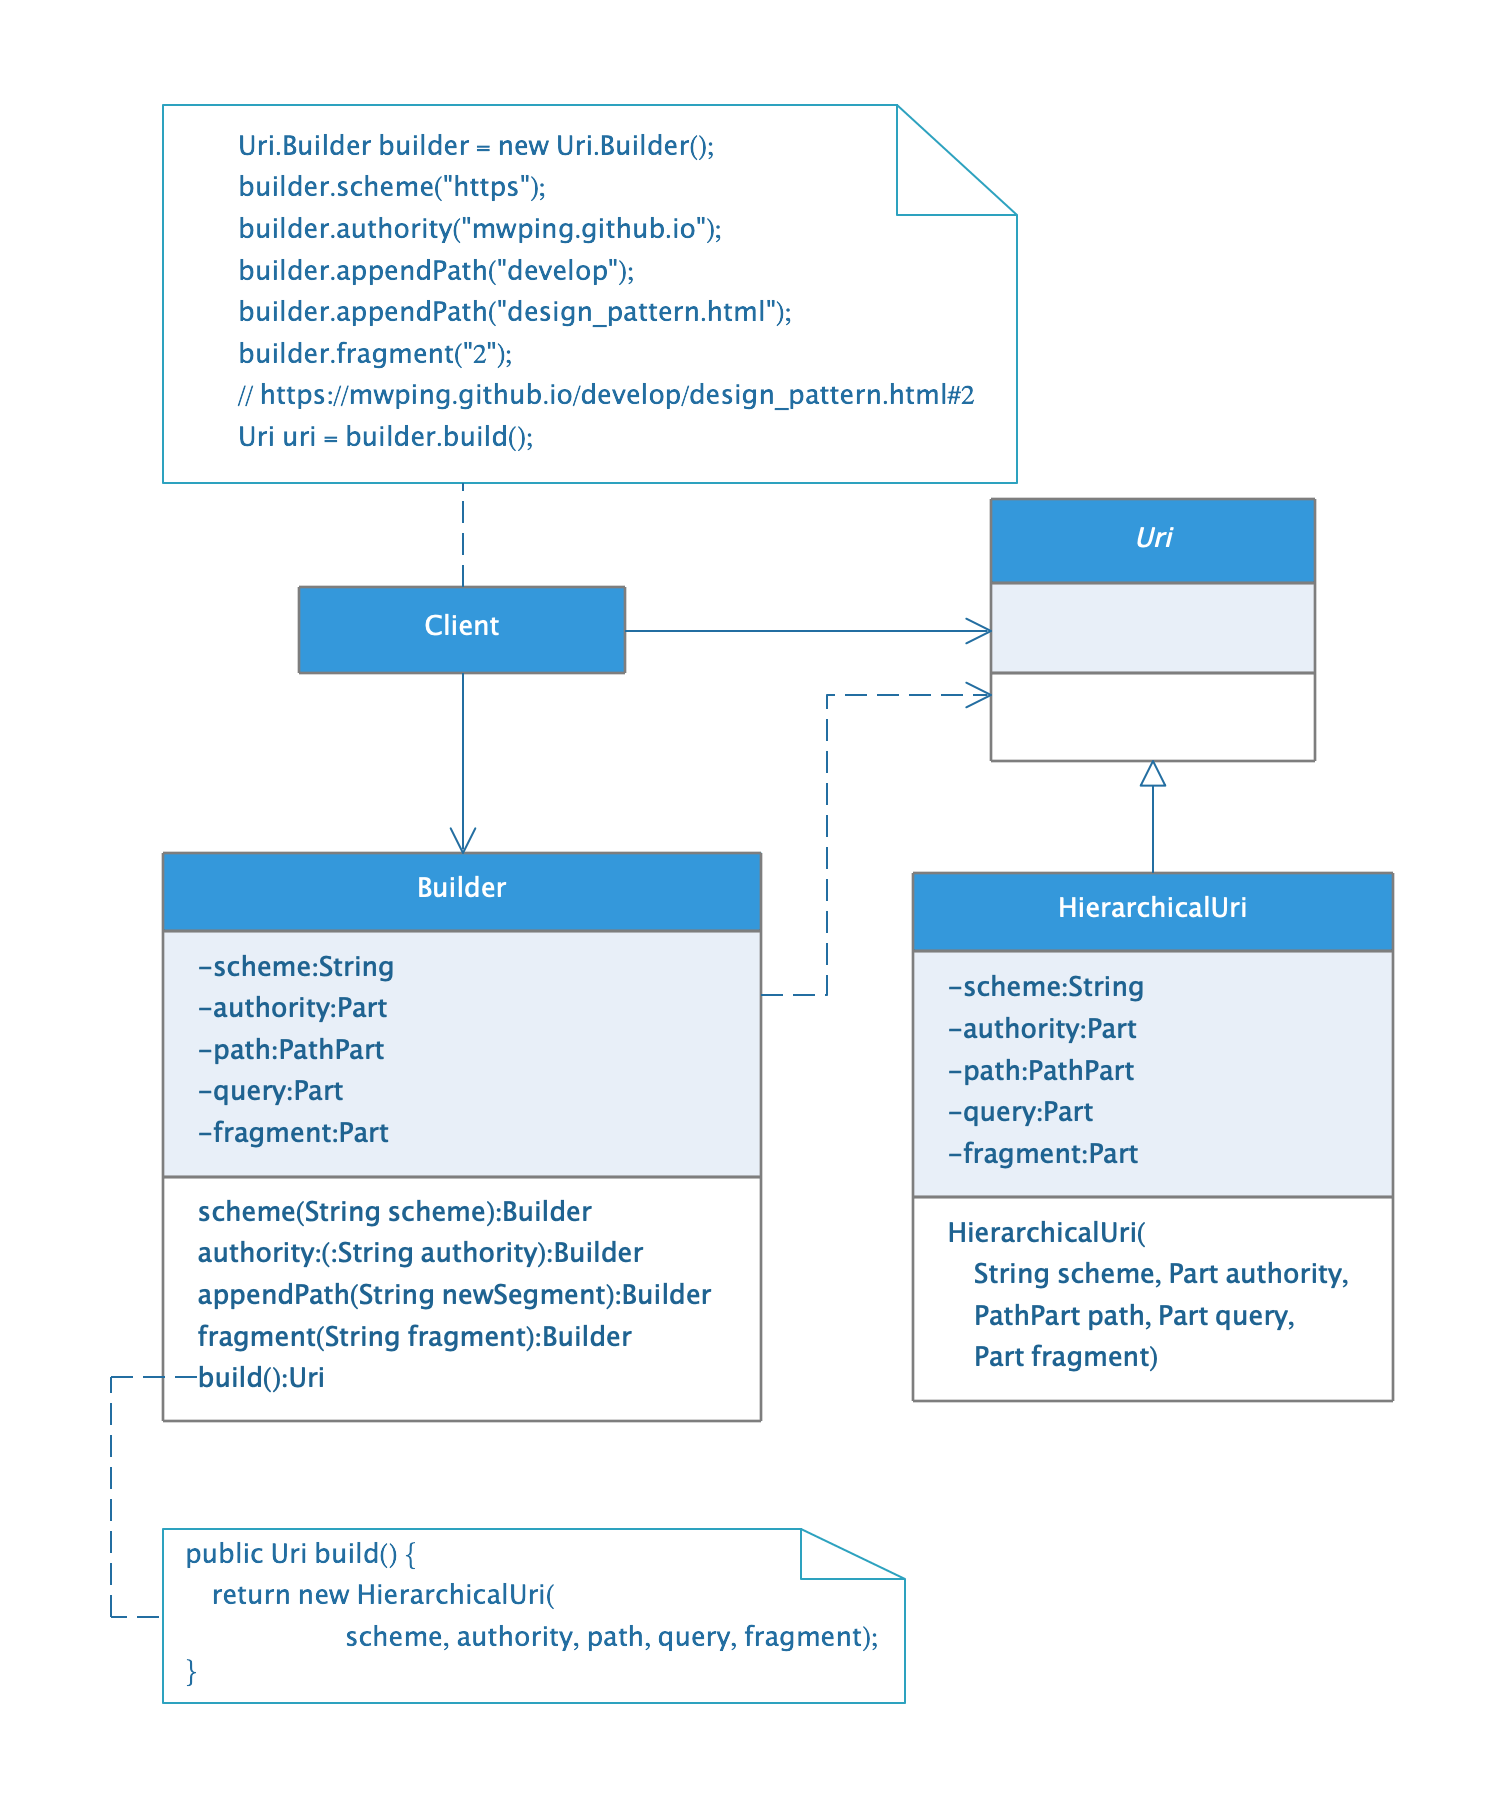 Uri.Builder builder = new Uri.Builder();
builder.scheme("https");
builder.authority("mwping.github.io");
builder.appendPath("develop");
builder.appendPath("design_pattern.html");
builder.fragment("2");
// https://mwping.github.io/develop/design_pattern.html#2
Uri uri = builder.build();
Uri
Client
Builder
-scheme:String
-authority:Part
-path:PathPart
-query:Part
-fragment:Part
scheme(String scheme):Builder
authority:(:String authority):Builder
appendPath(String newSegment):Builder
fragment(String fragment):Builder
build():Uri
HierarchicalUri
-scheme:String
-authority:Part
-path:PathPart
-query:Part
-fragment:Part
HierarchicalUri(
String scheme, Part authority,
PathPart path, Part query,
Part fragment)
public Uri build() {
return new HierarchicalUri(
scheme, authority, path, query, fragment);
}